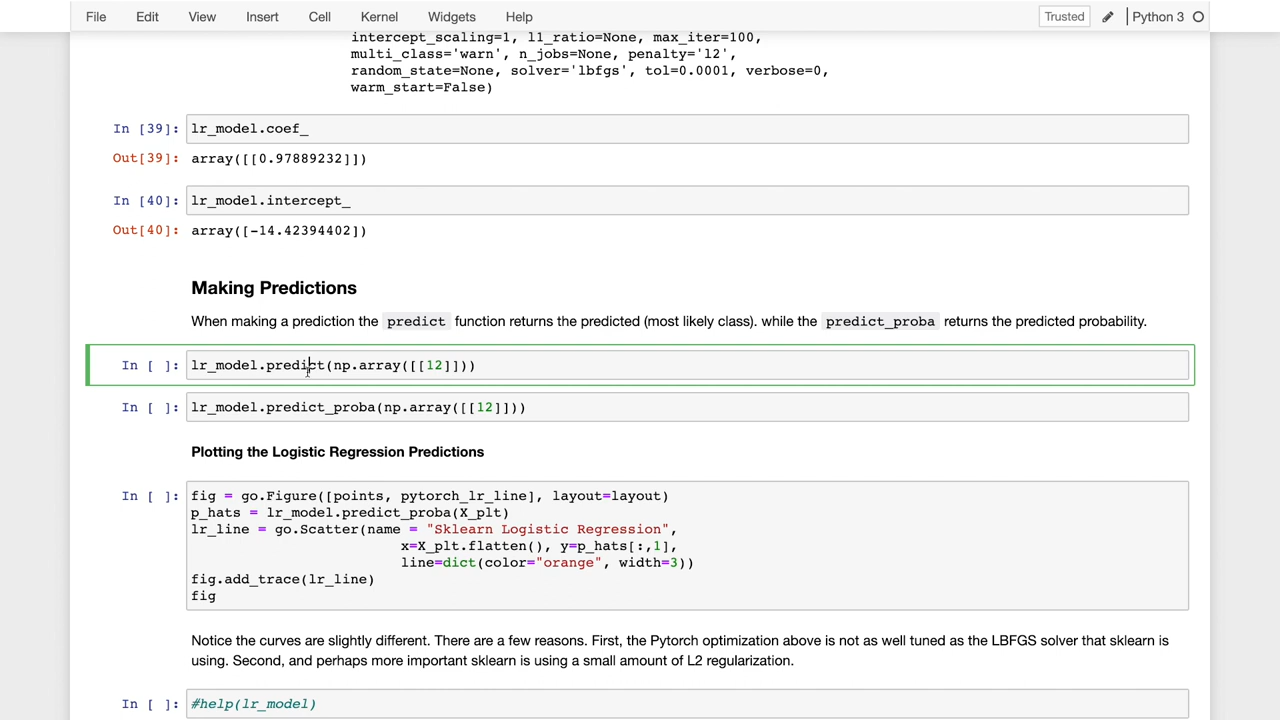 File Edit View Insert Cell Kernel Widgets Help Trusted Python 3
intercept_scaling=1, l1_ratio=None, max_iter=100,
multi_class='warn', n_jobs=None, penalty='l2',
random_state=None, solver='lbfgs', tol=0.0001, verbose=0,
warm_start=False)
In [39]: lr_model.coef_
Out[39]: array([[0.97889232]])
In [40]: lr_model.intercept_
Out[40]: array([-14.42394402])
Making Predictions
When making a prediction the predict function returns the predicted (most likely class). while the predict_proba returns the predicted probability.
In [ ]: lr_model.predict(np.array([[12]]))
In [ ]: lr_model.predict_proba(np.array([[12]]))
Plotting the Logistic Regression Predictions
In [ ]: fig = go.Figure([points, pytorch_lr_line], layout=layout)
p_hats = lr_model.predict_proba(X_plt)
lr_line = go.Scatter(name = "Sklearn Logistic Regression",
x=X_plt.flatten(), y=p_hats[:,1],
line=dict(color="orange", width=3))
fig.add_trace(lr_line)
fig
Notice the curves are slightly different. There are a few reasons. First, the Pytorch optimization above is not as well tuned as the LBFGS solver that sklearn is
using. Second, and perhaps more important sklearn is using a small amount of L2 regularization.
In [ ]: #help(lr_model)